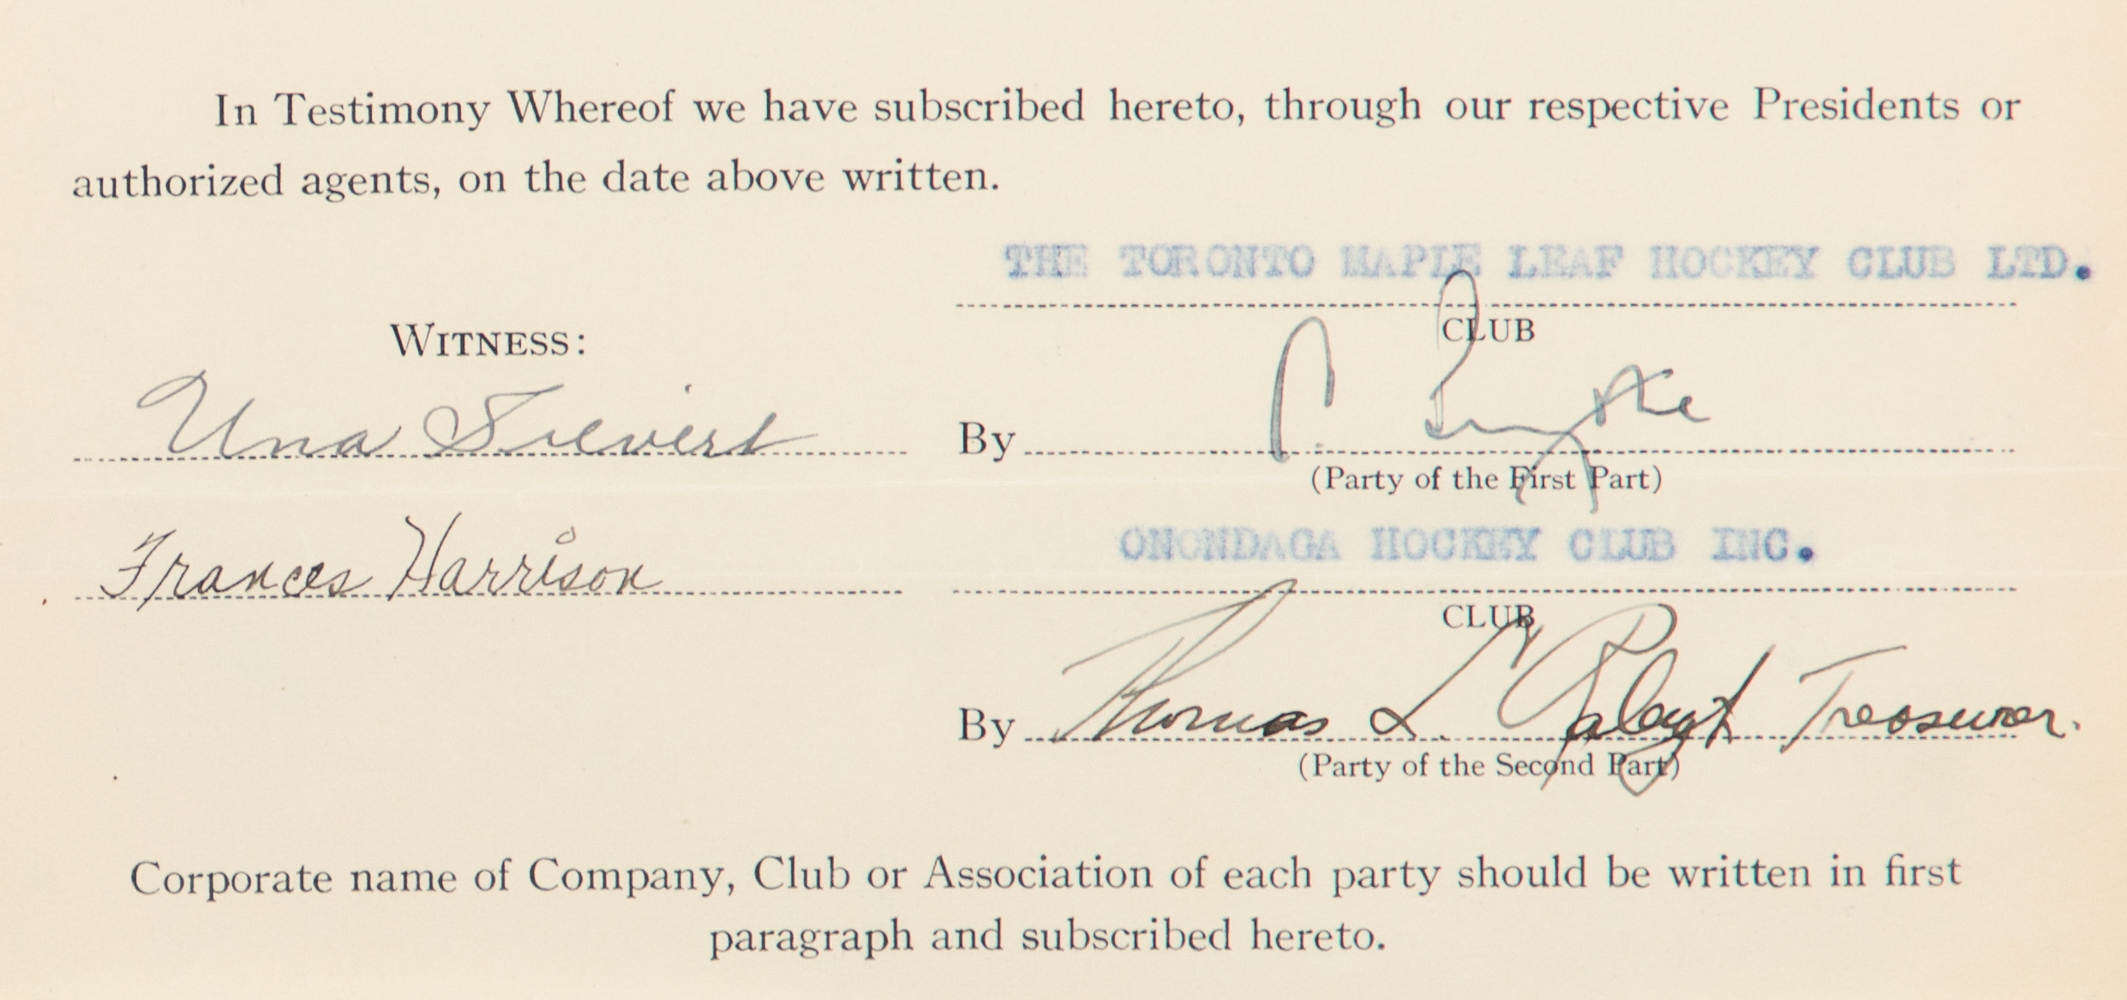 In Testimony Whereof we have subscribed hereto, through our respective Presidents or
authorized agents, on the date above written.
THE TORONTO MAPLE LEAF HOCKEY CLUB LTD.
CLUB
WITNESS:
Una Sievert
By C. Smythe
(Party of the First Part)
ONONDAGA HOCKEY CLUB INC.
Frances Harrison
CLUB
By Thomas L. Treasurer.
(Party of the Second Part)
Corporate name of Company, Club or Association of each party should be written in first
paragraph and subscribed hereto.